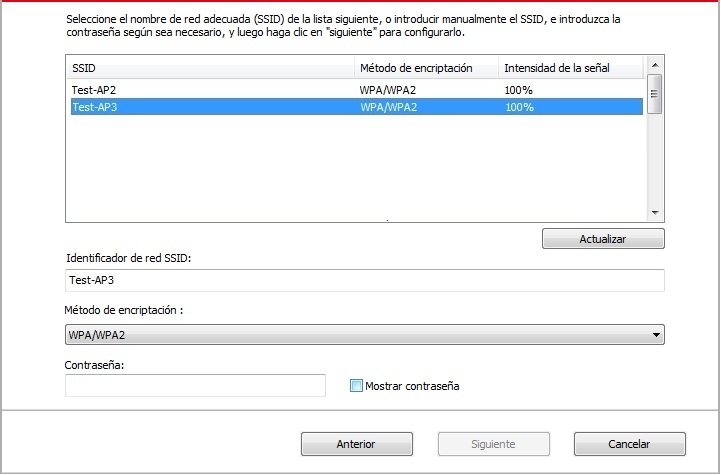 Seleccione el nombre de red adecuada (SSID) de la lista siguiente, o introducir manualmente el SSID, e introduzca la
contraseña según sea necesario, y luego haga clic en "siguiente" para configurarlo.
SSID Método de encriptación Intensidad de la señal
Test-AP2 WPA/WPA2 100%
Test-AP3 WPA/WPA2 100%
Actualizar
Identificador de red SSID:
Test-AP3
Método de encriptación :
WPA/WPA2
Contraseña:
Mostrar contraseña
Anterior Siguiente Cancelar